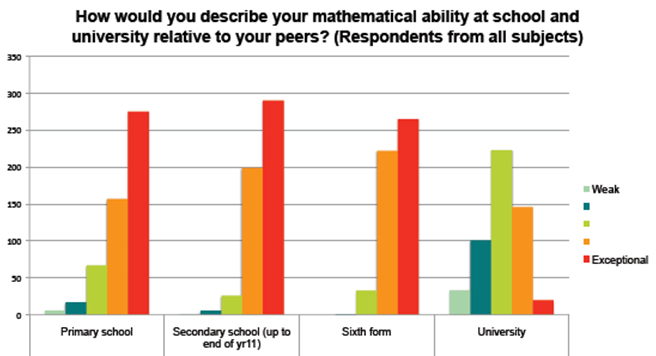 How would you describe your mathematical ability at school and
university relative to your peers? (Respondents from all subjects)
350
300
250
200
150
100
50
0
Primary school
Secondary school (up to
end of yr11)
Sixth form
University
Weak
Exceptional